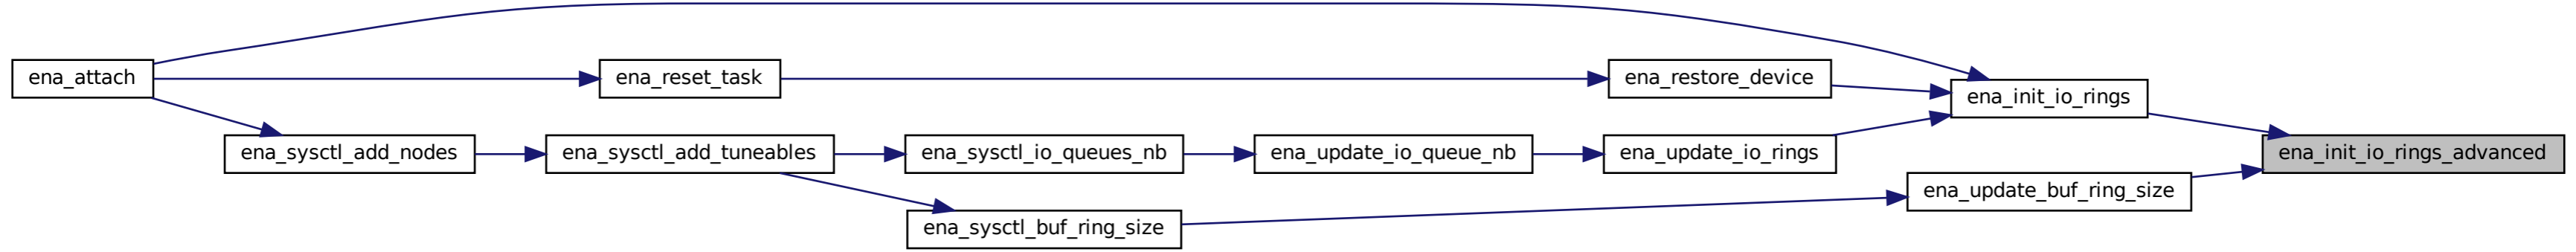 ena_attach
ena_reset_task
ena_restore_device
ena_init_io_rings
ena_sysctl_add_nodes
ena_sysctl_add_tuneables
ena_sysctl_io_queues_nb
ena_update_io_queue_nb
ena_update_io_rings
ena_init_io_rings_advanced
ena_update_buf_ring_size
ena_sysctl_buf_ring_size